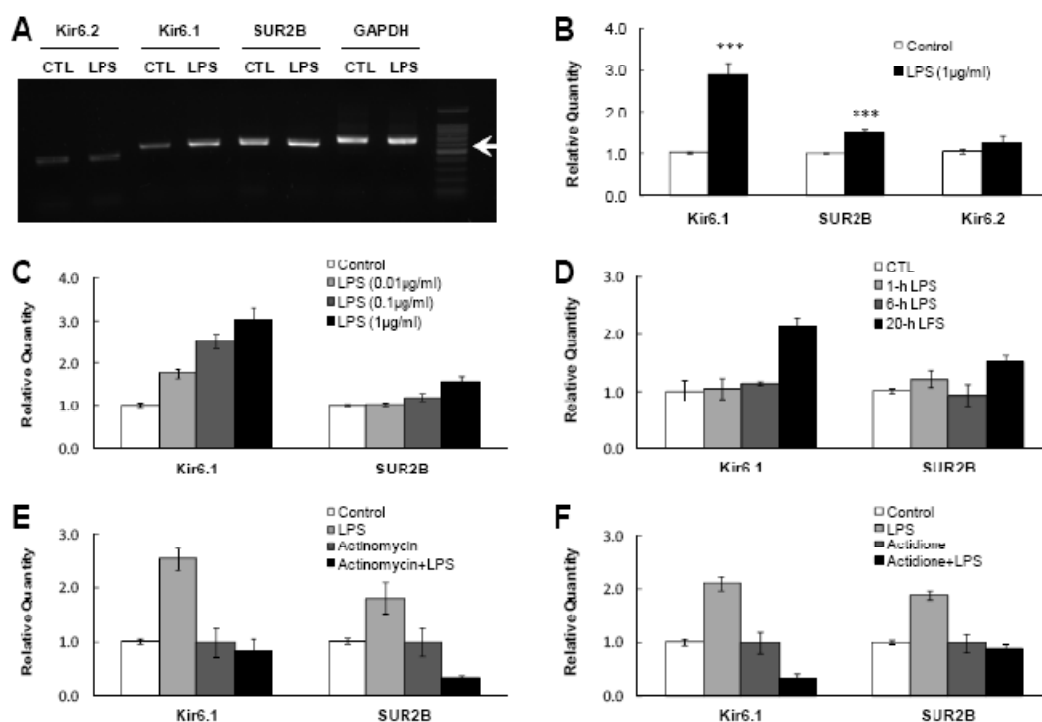 A
Kir6.2 Kir6.1 SUR2B GAPDH
CTL LPS CTL LPS CTL LPS CTL LPS
B
Relative Quantity
4.0
3.0
2.0
1.0
0.0
***
***
Control
LPS (1µg/ml)
Kir6.1 SUR2B Kir6.2
C
Relative Quantity
4.0
3.0
2.0
1.0
0.0
Control
LPS (0.01µg/ml)
LPS (0.1µg/ml)
LPS (1µg/ml)
Kir6.1 SUR2B
D
Relative Quantity
3.0
2.0
1.0
0.0
CTL
1-h LPS
6-h LPS
20-h LPS
Kir6.1 SUR2B
E
Relative Quantity
3.0
2.0
1.0
0.0
Control
LPS
Actinomycin
Actinomycin+LPS
Kir6.1 SUR2B
F
Relative Quantity
3.0
2.0
1.0
0.0
Control
LPS
Actidione
Actidione+LPS
Kir6.1 SUR2B